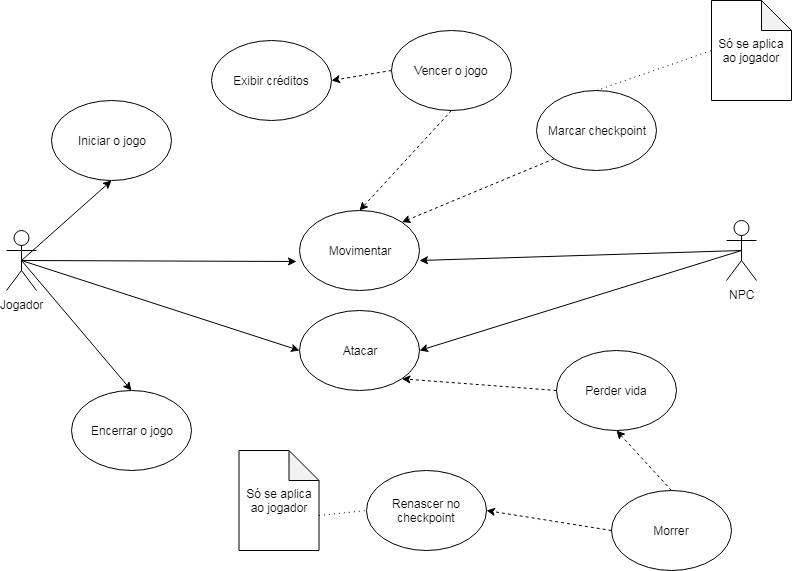 Só se aplica
ao jogador
Exibir créditos
Vencer o jogo
Iniciar o jogo
Marcar checkpoint
Movimentar
Jogador
NPC
Atacar
Perder vida
Encerrar o jogo
Só se aplica
ao jogador
Renascer no
checkpoint
Morrer